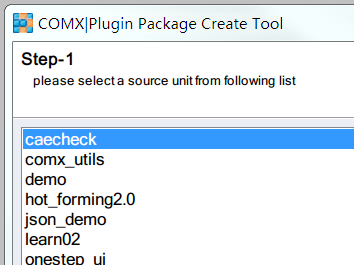 COMX|Plugin Package Create Tool
Step-1
please select a source unit from following list
caecheck
comx_utils
demo
hot_forming2.0
json_demo
learn02
onestep_ui